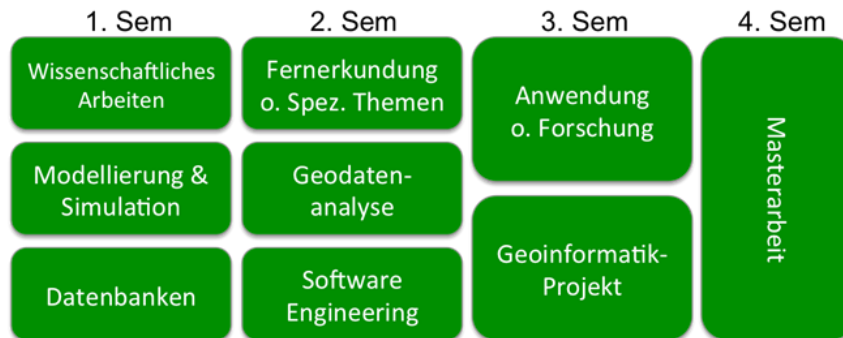 1. Sem
2. Sem
3. Sem
4. Sem
Wissenschaftliches
Arbeiten
Modellierung &
Simulation
Datenbanken
Fernerkundung
o. Spez. Themen
Geodaten-
analyse
Software
Engineering
Anwendung
o. Forschung
Geoinformatik-
Projekt
Masterarbeit